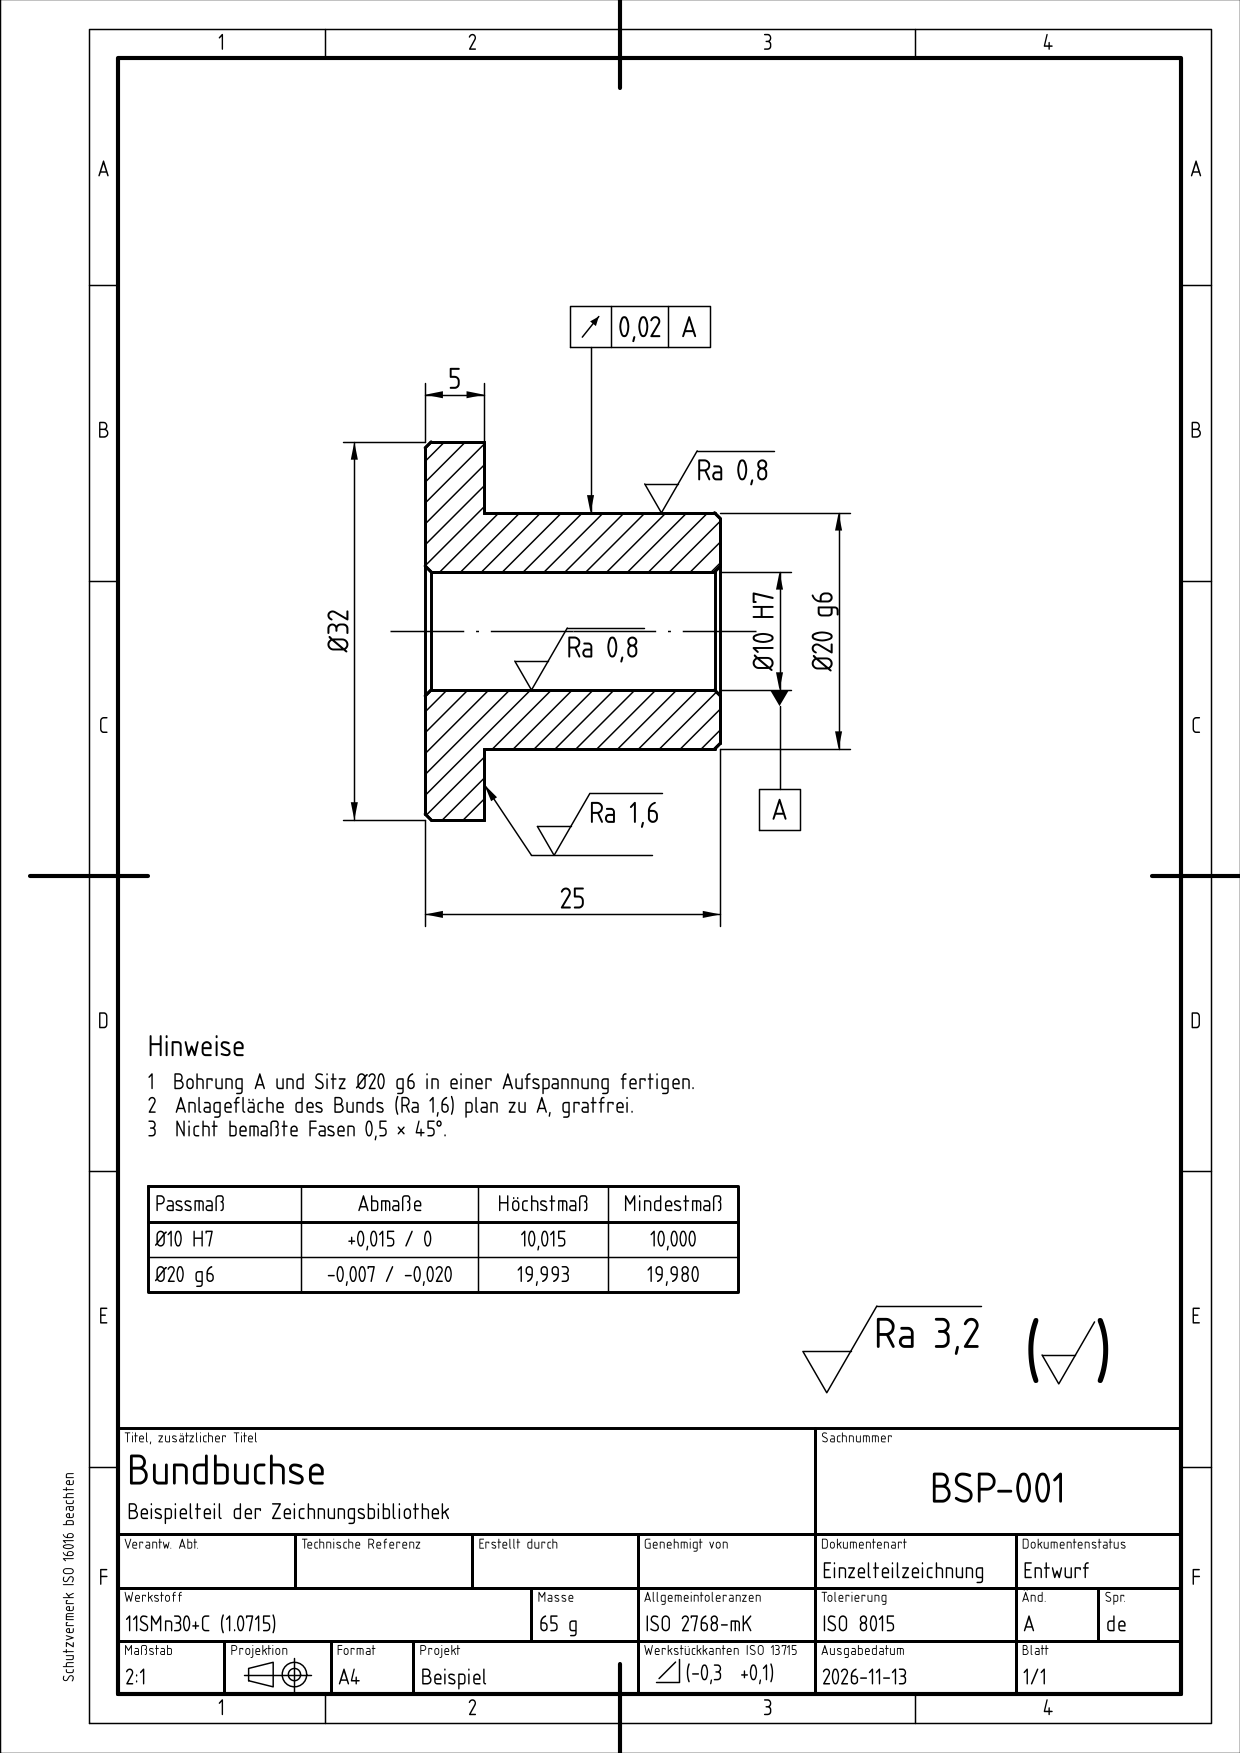 1 2 3 4
A A
0,02 A
5
B B
Ra 0,8
Ø32
Ra 0,8
Ø10 H7
Ø20 g6
C C
Ra 1,6
A
25
D D
Hinweise
1 Bohrung A und Sitz Ø20 g6 in einer Aufspannung fertigen.
2 Anlagefläche des Bunds (Ra 1,6) plan zu A, gratfrei.
3 Nicht bemaßte Fasen 0,5 × 45°.
Passmaß Abmaße Höchstmaß Mindestmaß
Ø10 H7 +0,015 / 0 10,015 10,000
Ø20 g6 -0,007 / -0,020 19,993 19,980
E E
Ra 3,2 ( )
Titel, zusätzlicher Titel Sachnummer
Bundbuchse
BSP-001
Beispielteil der Zeichnungsbibliothek
Verantw. Abt. Technische Referenz Erstellt durch Genehmigt von Dokumentenart Dokumentenstatus
Einzelteilzeichnung Entwurf
F F
Werkstoff Masse Allgemeintoleranzen Tolerierung Änd. Spr.
11SMn30+C (1.0715) 65 g ISO 2768-mK ISO 8015 A de
Maßstab Projektion Format Projekt Werkstückkanten ISO 13715 Ausgabedatum Blatt
2:1 A4 Beispiel (-0,3 +0,1) 2026-11-13 1/1
Schutzvermerk ISO 16016 beachten
1 2 3 4